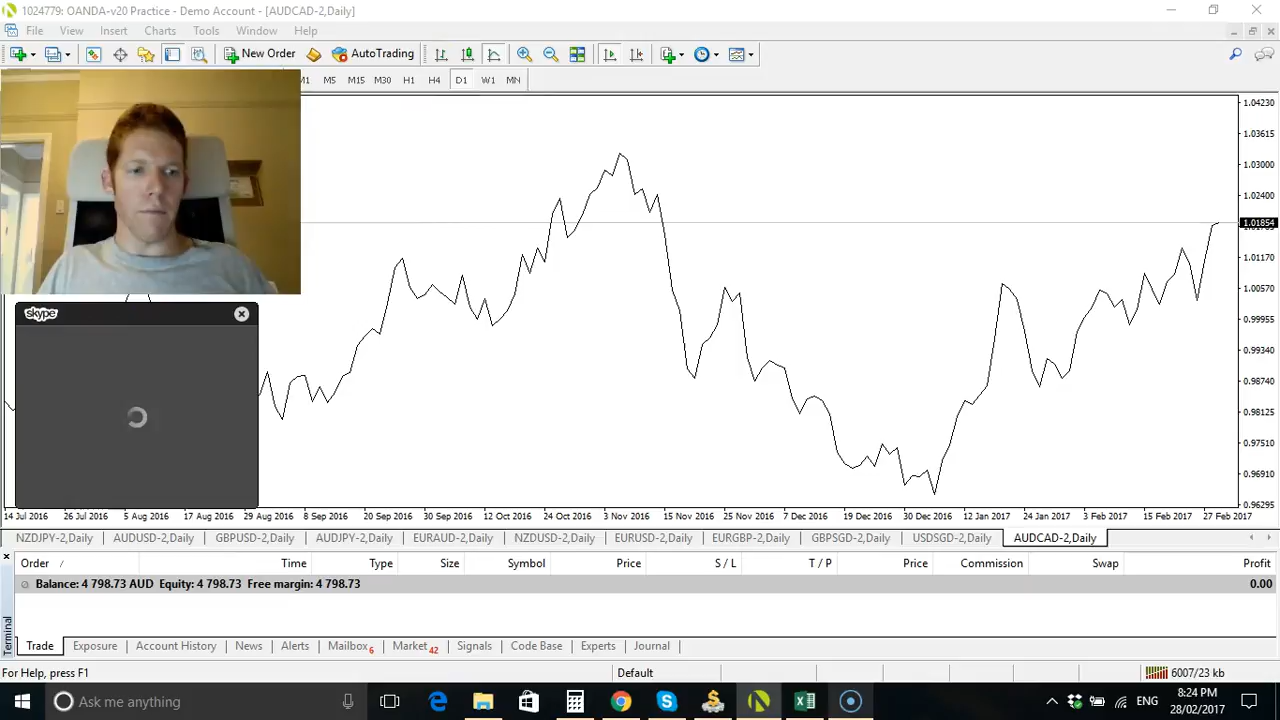 1024779: OANDA-v20 Practice - Demo Account - [AUDCAD-2,Daily]
File View Insert Charts Tools Window Help
New Order AutoTrading
M1 M5 M15 M30 H1 H4 D1 W1 MN
1.04230
1.03615
1.03000
1.02400
1.01854
1.01170
1.00570
0.99955
0.99340
0.98740
0.98125
0.97510
0.96910
0.96295
skype
14 Jul 2016 26 Jul 2016 5 Aug 2016 17 Aug 2016 29 Aug 2016 8 Sep 2016 20 Sep 2016 30 Sep 2016 12 Oct 2016 24 Oct 2016 3 Nov 2016 15 Nov 2016 25 Nov 2016 7 Dec 2016 19 Dec 2016 30 Dec 2016 12 Jan 2017 24 Jan 2017 3 Feb 2017 15 Feb 2017 27 Feb 2017
NZDJPY-2,Daily AUDUSD-2,Daily GBPUSD-2,Daily AUDJPY-2,Daily EURAUD-2,Daily NZDUSD-2,Daily EURUSD-2,Daily EURGBP-2,Daily GBPSGD-2,Daily USDSGD-2,Daily AUDCAD-2,Daily
Order / Time Type Size Symbol Price S / L T / P Price Commission Swap Profit
Balance: 4 798.73 AUD Equity: 4 798.73 Free margin: 4 798.73 0.00
Terminal
Trade Exposure Account History News Alerts Mailbox 6 Market 42 Signals Code Base Experts Journal
For Help, press F1 Default 6007/23 kb
Ask me anything ENG 8:24 PM
28/02/2017